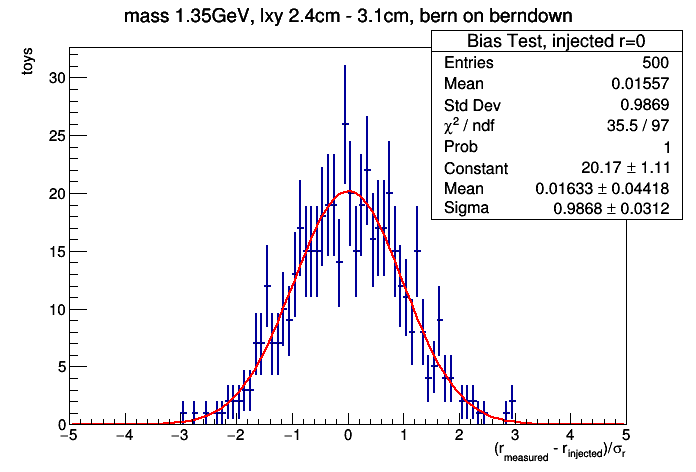 mass 1.35GeV, lxy 2.4cm - 3.1cm, bern on berndown
Bias Test, injected r=0
Entries 500
Mean 0.01557
Std Dev 0.9869
χ² / ndf 35.5 / 97
Prob 1
Constant 20.17 ± 1.11
Mean 0.01633 ± 0.04418
Sigma 0.9868 ± 0.0312
toys
30
25
20
15
10
5
0
−5 −4 −3 −2 −1 0 1 2 3 4 5
(r_measured - r_injected)/σ_r